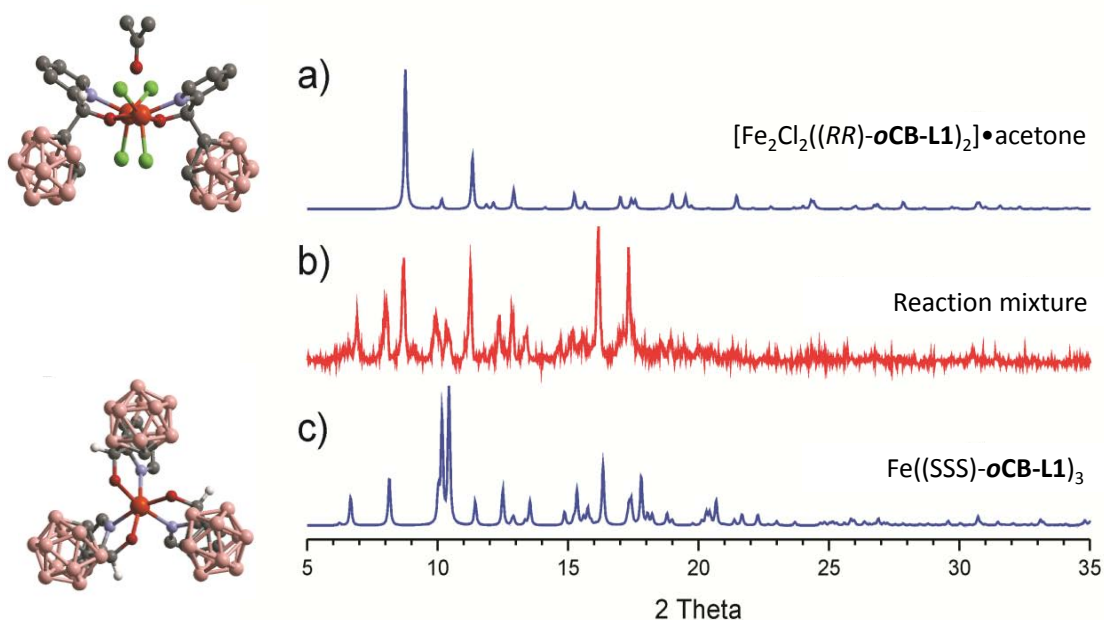 a)
[Fe₂Cl₂((RR)-oCB-L1)₂]•acetone
b)
Reaction mixture
c)
Fe((SSS)-oCB-L1)₃
5 10 15 20 25 30 35
2 Theta